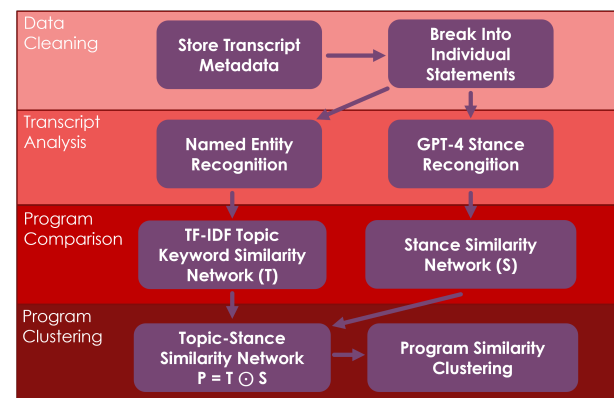 Data
Cleaning
Store Transcript
Metadata
Break Into
Individual
Statements
Transcript
Analysis
Named Entity
Recognition
GPT-4 Stance
Recongition
Program
Comparison
TF-IDF Topic
Keyword Similarity
Network (T)
Stance Similarity
Network (S)
Program
Clustering
Topic-Stance
Similarity Network
P = T ⊙ S
Program Similarity
Clustering